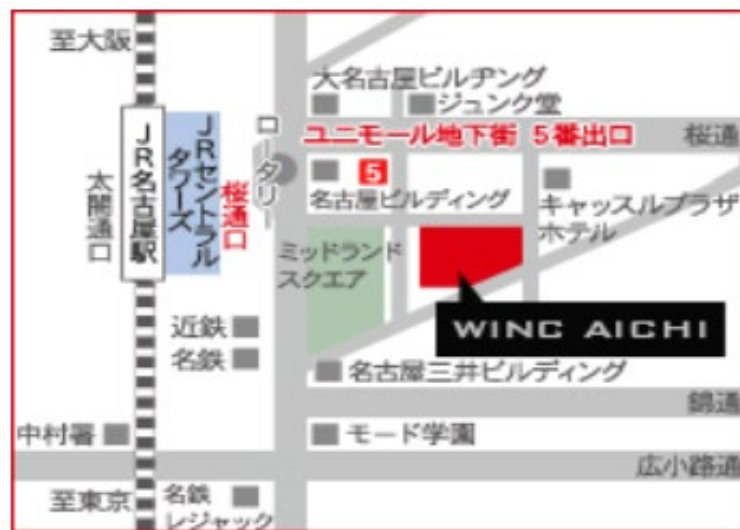 至大阪
大名古屋ビルヂング
ジュンク堂
ユニモール地下街 5番出口
桜通
JR名古屋駅
JRセントラル
タワーズ
太閤通口
桜通口
ロータリー
5
名古屋ビルディング
キャッスルプラザ
ホテル
ミッドランド
スクエア
WINC AICHI
近鉄
名鉄
名古屋三井ビルディング
錦通
中村署
モード学園
広小路通
至東京
名鉄
レジャック